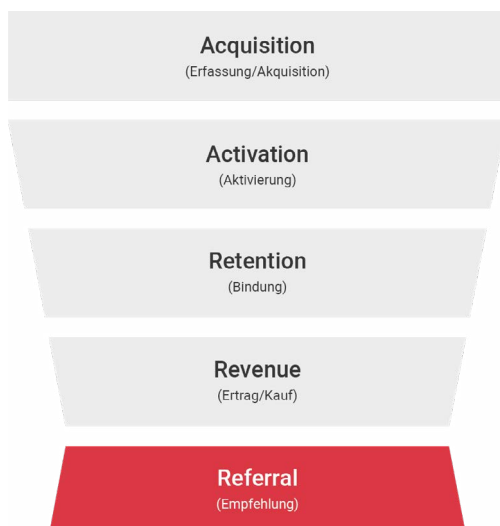 Acquisition
(Erfassung/Akquisition)
Activation
(Aktivierung)
Retention
(Bindung)
Revenue
(Ertrag/Kauf)
Referral
(Empfehlung)